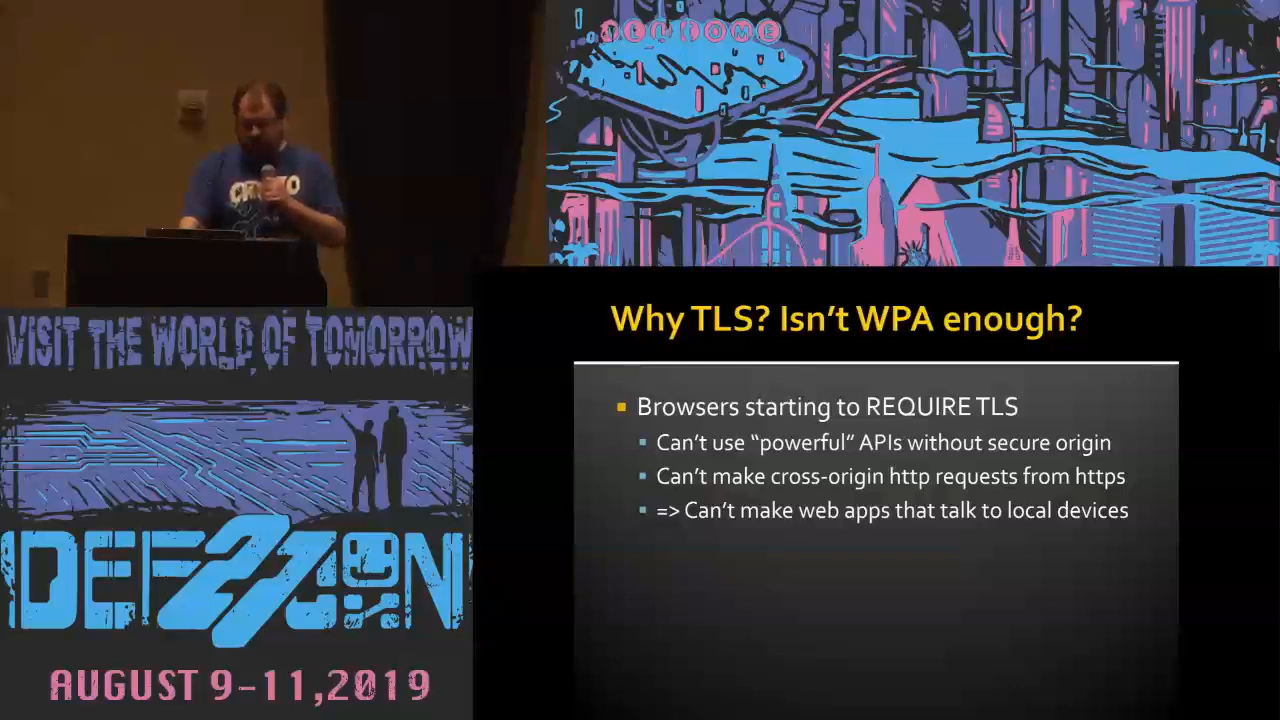 WELCOME
VISIT THE WORLD OF TOMORROW
DEF 27 CON
AUGUST 9-11,2019
Why TLS? Isn't WPA enough?
Browsers starting to REQUIRE TLS
Can't use “powerful” APIs without secure origin
Can't make cross-origin http requests from https
=> Can't make web apps that talk to local devices